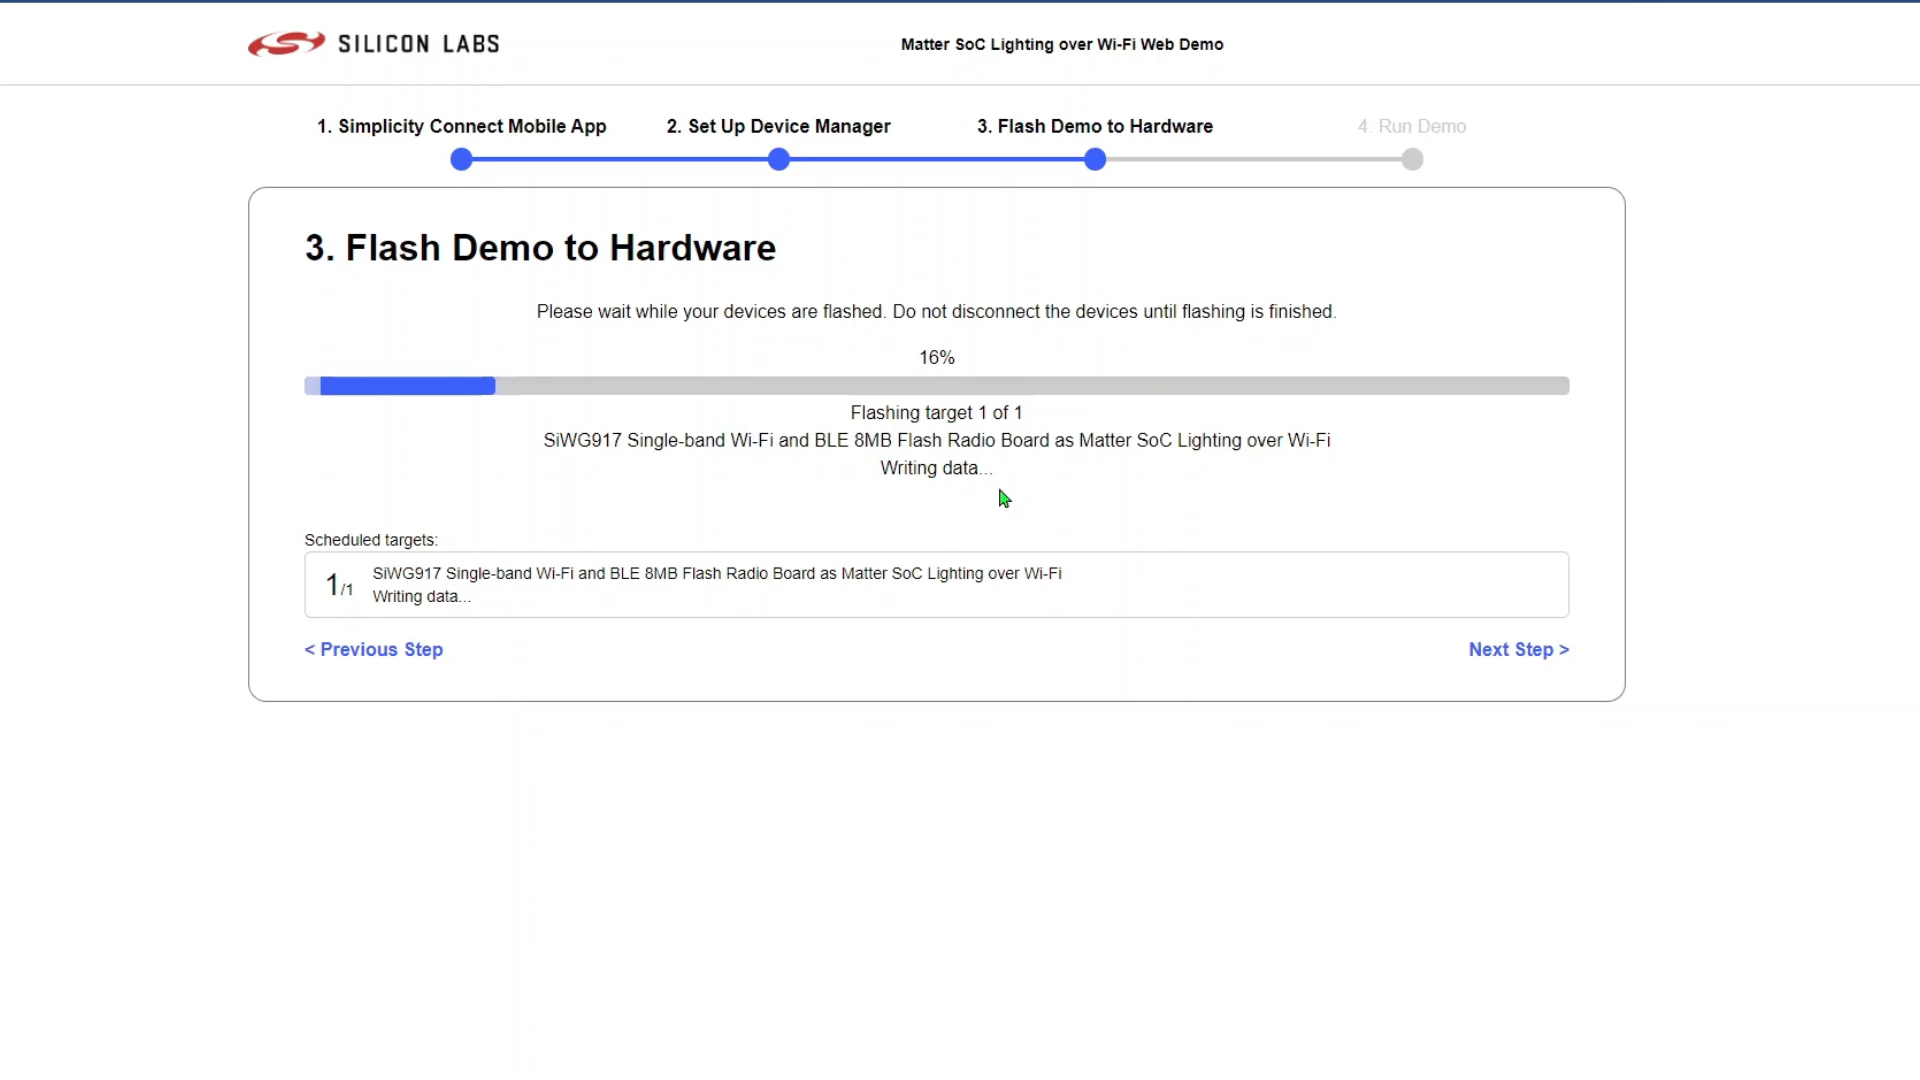 SILICON LABS
Matter SoC Lighting over Wi-Fi Web Demo
1. Simplicity Connect Mobile App
2. Set Up Device Manager
3. Flash Demo to Hardware
4. Run Demo
3. Flash Demo to Hardware
Please wait while your devices are flashed. Do not disconnect the devices until flashing is finished.
16%
Flashing target 1 of 1
SiWG917 Single-band Wi-Fi and BLE 8MB Flash Radio Board as Matter SoC Lighting over Wi-Fi
Writing data...
Scheduled targets:
1/1
SiWG917 Single-band Wi-Fi and BLE 8MB Flash Radio Board as Matter SoC Lighting over Wi-Fi
Writing data...
< Previous Step
Next Step >